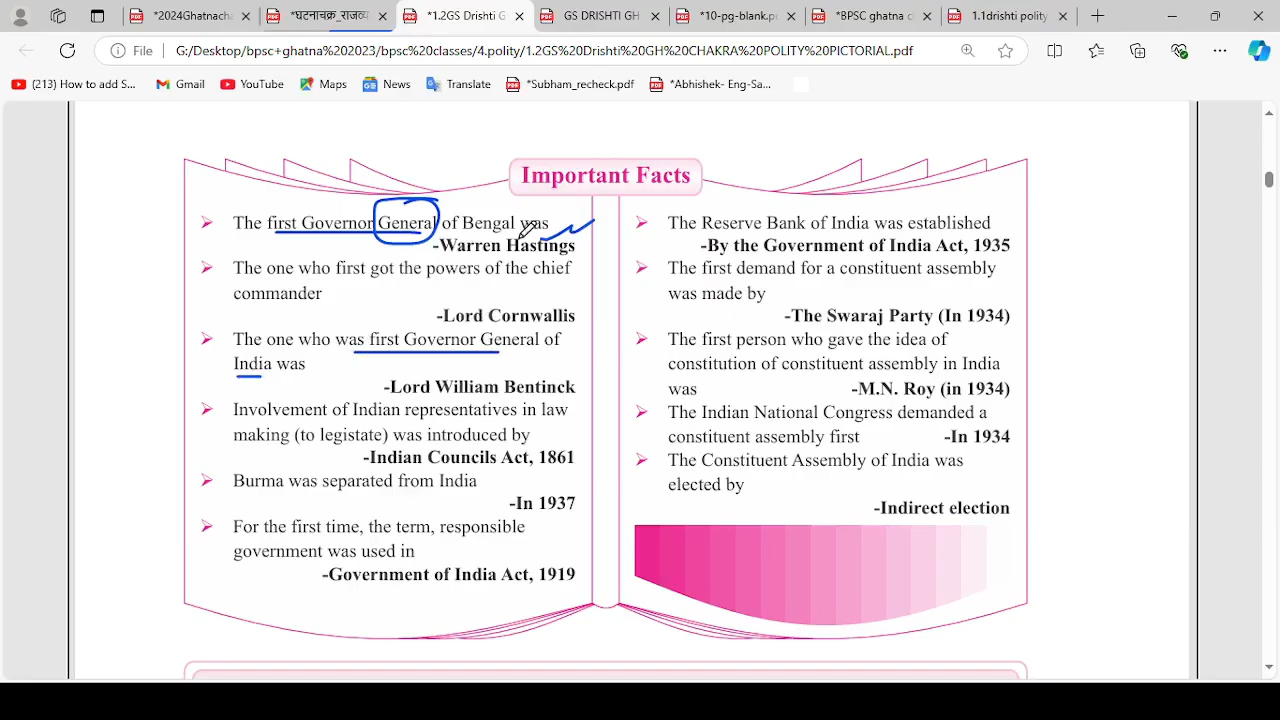 *2024Ghatnacha
*घटनाचक्र_राजव्य
*1.2GS Drishti G
GS DRISHTI GH
*10-pg-blank.pc
*BPSC ghatna c
1.1drishti polity
File
G:/Desktop/bpsc+ghatna%202023/bpsc%20classes/4.polity/1.2GS%20Drishti%20GH%20CHAKRA%20POLITY%20PICTORIAL.pdf
(213) How to add S...
Gmail
YouTube
Maps
News
Translate
*Subham_recheck.pdf
*Abhishek- Eng-Sa...
Important Facts
The first Governor General of Bengal was
-Warren Hastings
The one who first got the powers of the chief
commander
-Lord Cornwallis
The one who was first Governor General of
India was
-Lord William Bentinck
Involvement of Indian representatives in law
making (to legistate) was introduced by
-Indian Councils Act, 1861
Burma was separated from India
-In 1937
For the first time, the term, responsible
government was used in
-Government of India Act, 1919
The Reserve Bank of India was established
-By the Government of India Act, 1935
The first demand for a constituent assembly
was made by
-The Swaraj Party (In 1934)
The first person who gave the idea of
constitution of constituent assembly in India
was -M.N. Roy (in 1934)
The Indian National Congress demanded a
constituent assembly first -In 1934
The Constituent Assembly of India was
elected by
-Indirect election